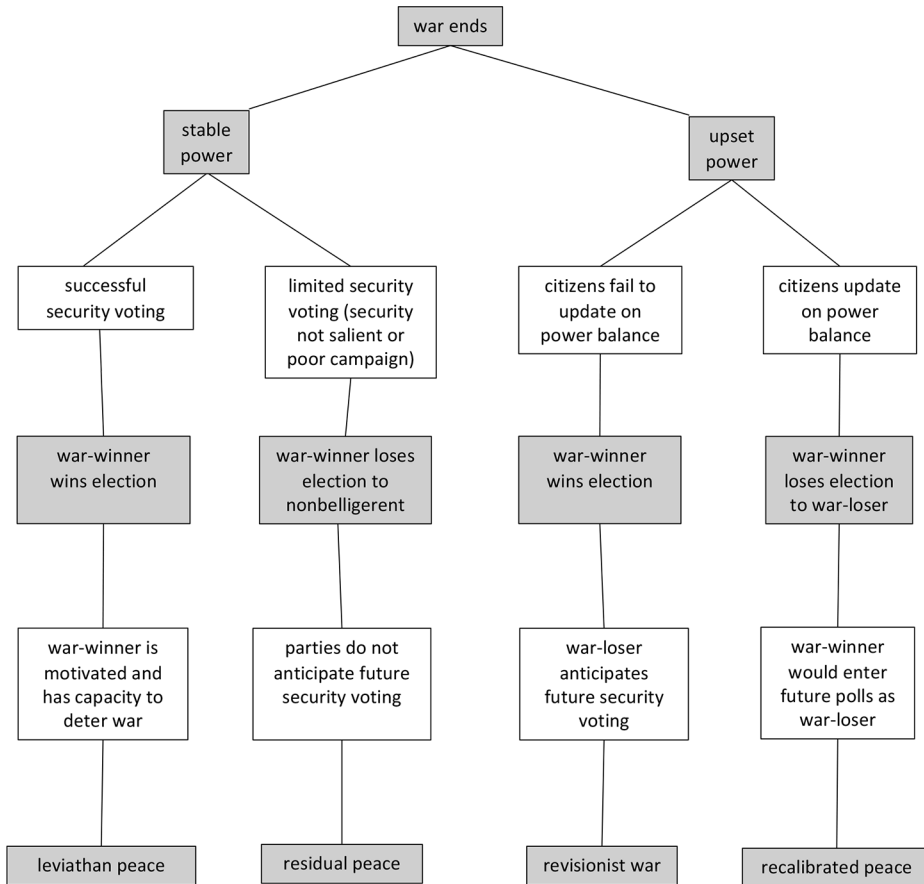 war ends
stable
power
upset
power
successful
security voting
limited security
voting (security
not salient or
poor campaign)
citizens fail to
update on
power balance
citizens update
on power
balance
war-winner
wins election
war-winner loses
election to
nonbelligerent
war-winner
wins election
war-winner
loses election
to war-loser
war-winner is
motivated and
has capacity to
deter war
parties do not
anticipate future
security voting
war-loser
anticipates
future security
voting
war-winner
would enter
future polls as
war-loser
leviathan peace
residual peace
revisionist war
recalibrated peace